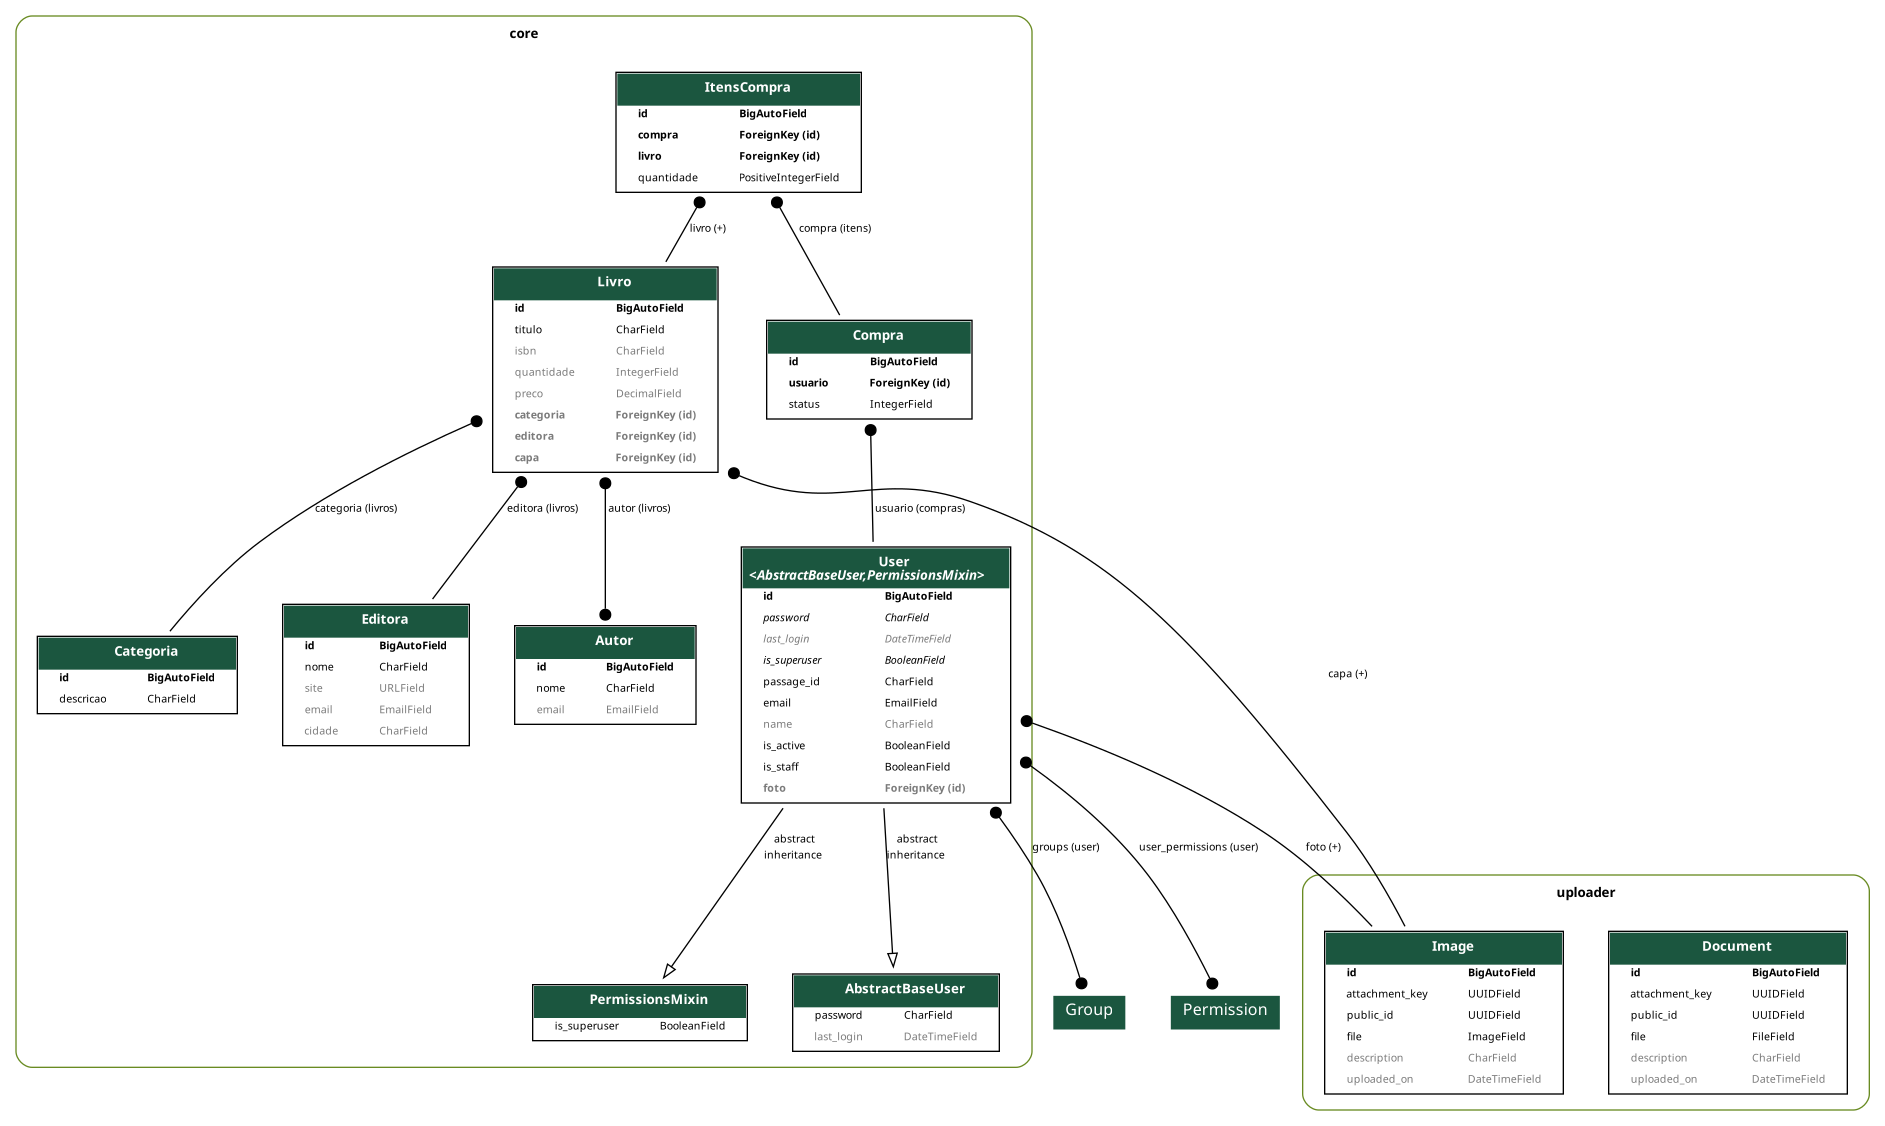 core
ItensCompra
id BigAutoField
compra ForeignKey (id)
livro ForeignKey (id)
quantidade PositiveIntegerField
livro (+)
compra (itens)
Livro
id BigAutoField
titulo CharField
isbn CharField
quantidade IntegerField
preco DecimalField
categoria ForeignKey (id)
editora ForeignKey (id)
capa ForeignKey (id)
Compra
id BigAutoField
usuario ForeignKey (id)
status IntegerField
categoria (livros)
editora (livros)
autor (livros)
usuario (compras)
capa (+)
Categoria
id BigAutoField
descricao CharField
Editora
id BigAutoField
nome CharField
site URLField
email EmailField
cidade CharField
Autor
id BigAutoField
nome CharField
email EmailField
User
<AbstractBaseUser,PermissionsMixin>
id BigAutoField
password CharField
last_login DateTimeField
is_superuser BooleanField
passage_id CharField
email EmailField
name CharField
is_active BooleanField
is_staff BooleanField
foto ForeignKey (id)
abstract
inheritance
abstract
inheritance
groups (user)
user_permissions (user)
foto (+)
PermissionsMixin
is_superuser BooleanField
AbstractBaseUser
password CharField
last_login DateTimeField
Group
Permission
uploader
Image
id BigAutoField
attachment_key UUIDField
public_id UUIDField
file ImageField
description CharField
uploaded_on DateTimeField
Document
id BigAutoField
attachment_key UUIDField
public_id UUIDField
file FileField
description CharField
uploaded_on DateTimeField